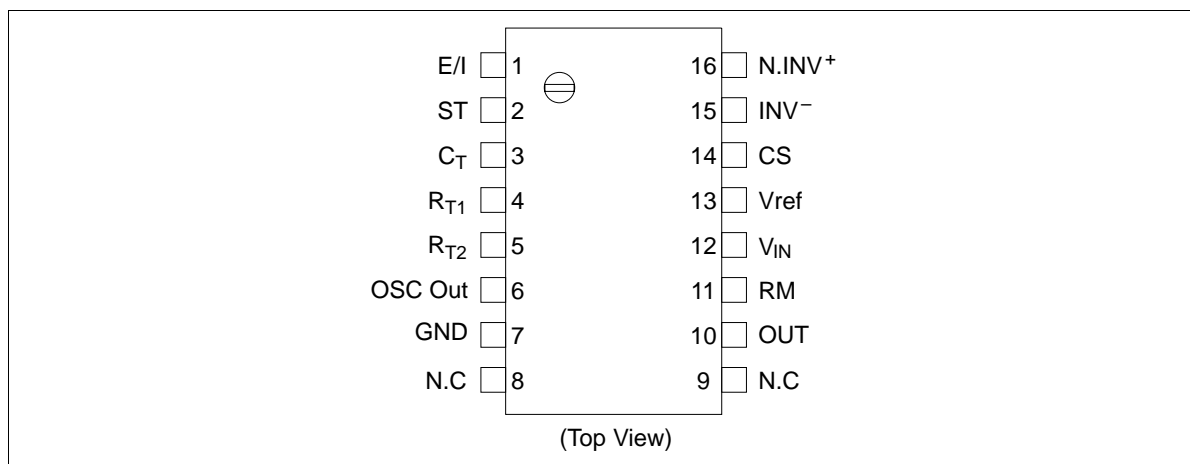 E/I 1 16 N.INV+
ST 2 15 INV−
CT 3 14 CS
RT1 4 13 Vref
RT2 5 12 VIN
OSC Out 6 11 RM
GND 7 10 OUT
N.C 8 9 N.C
(Top View)